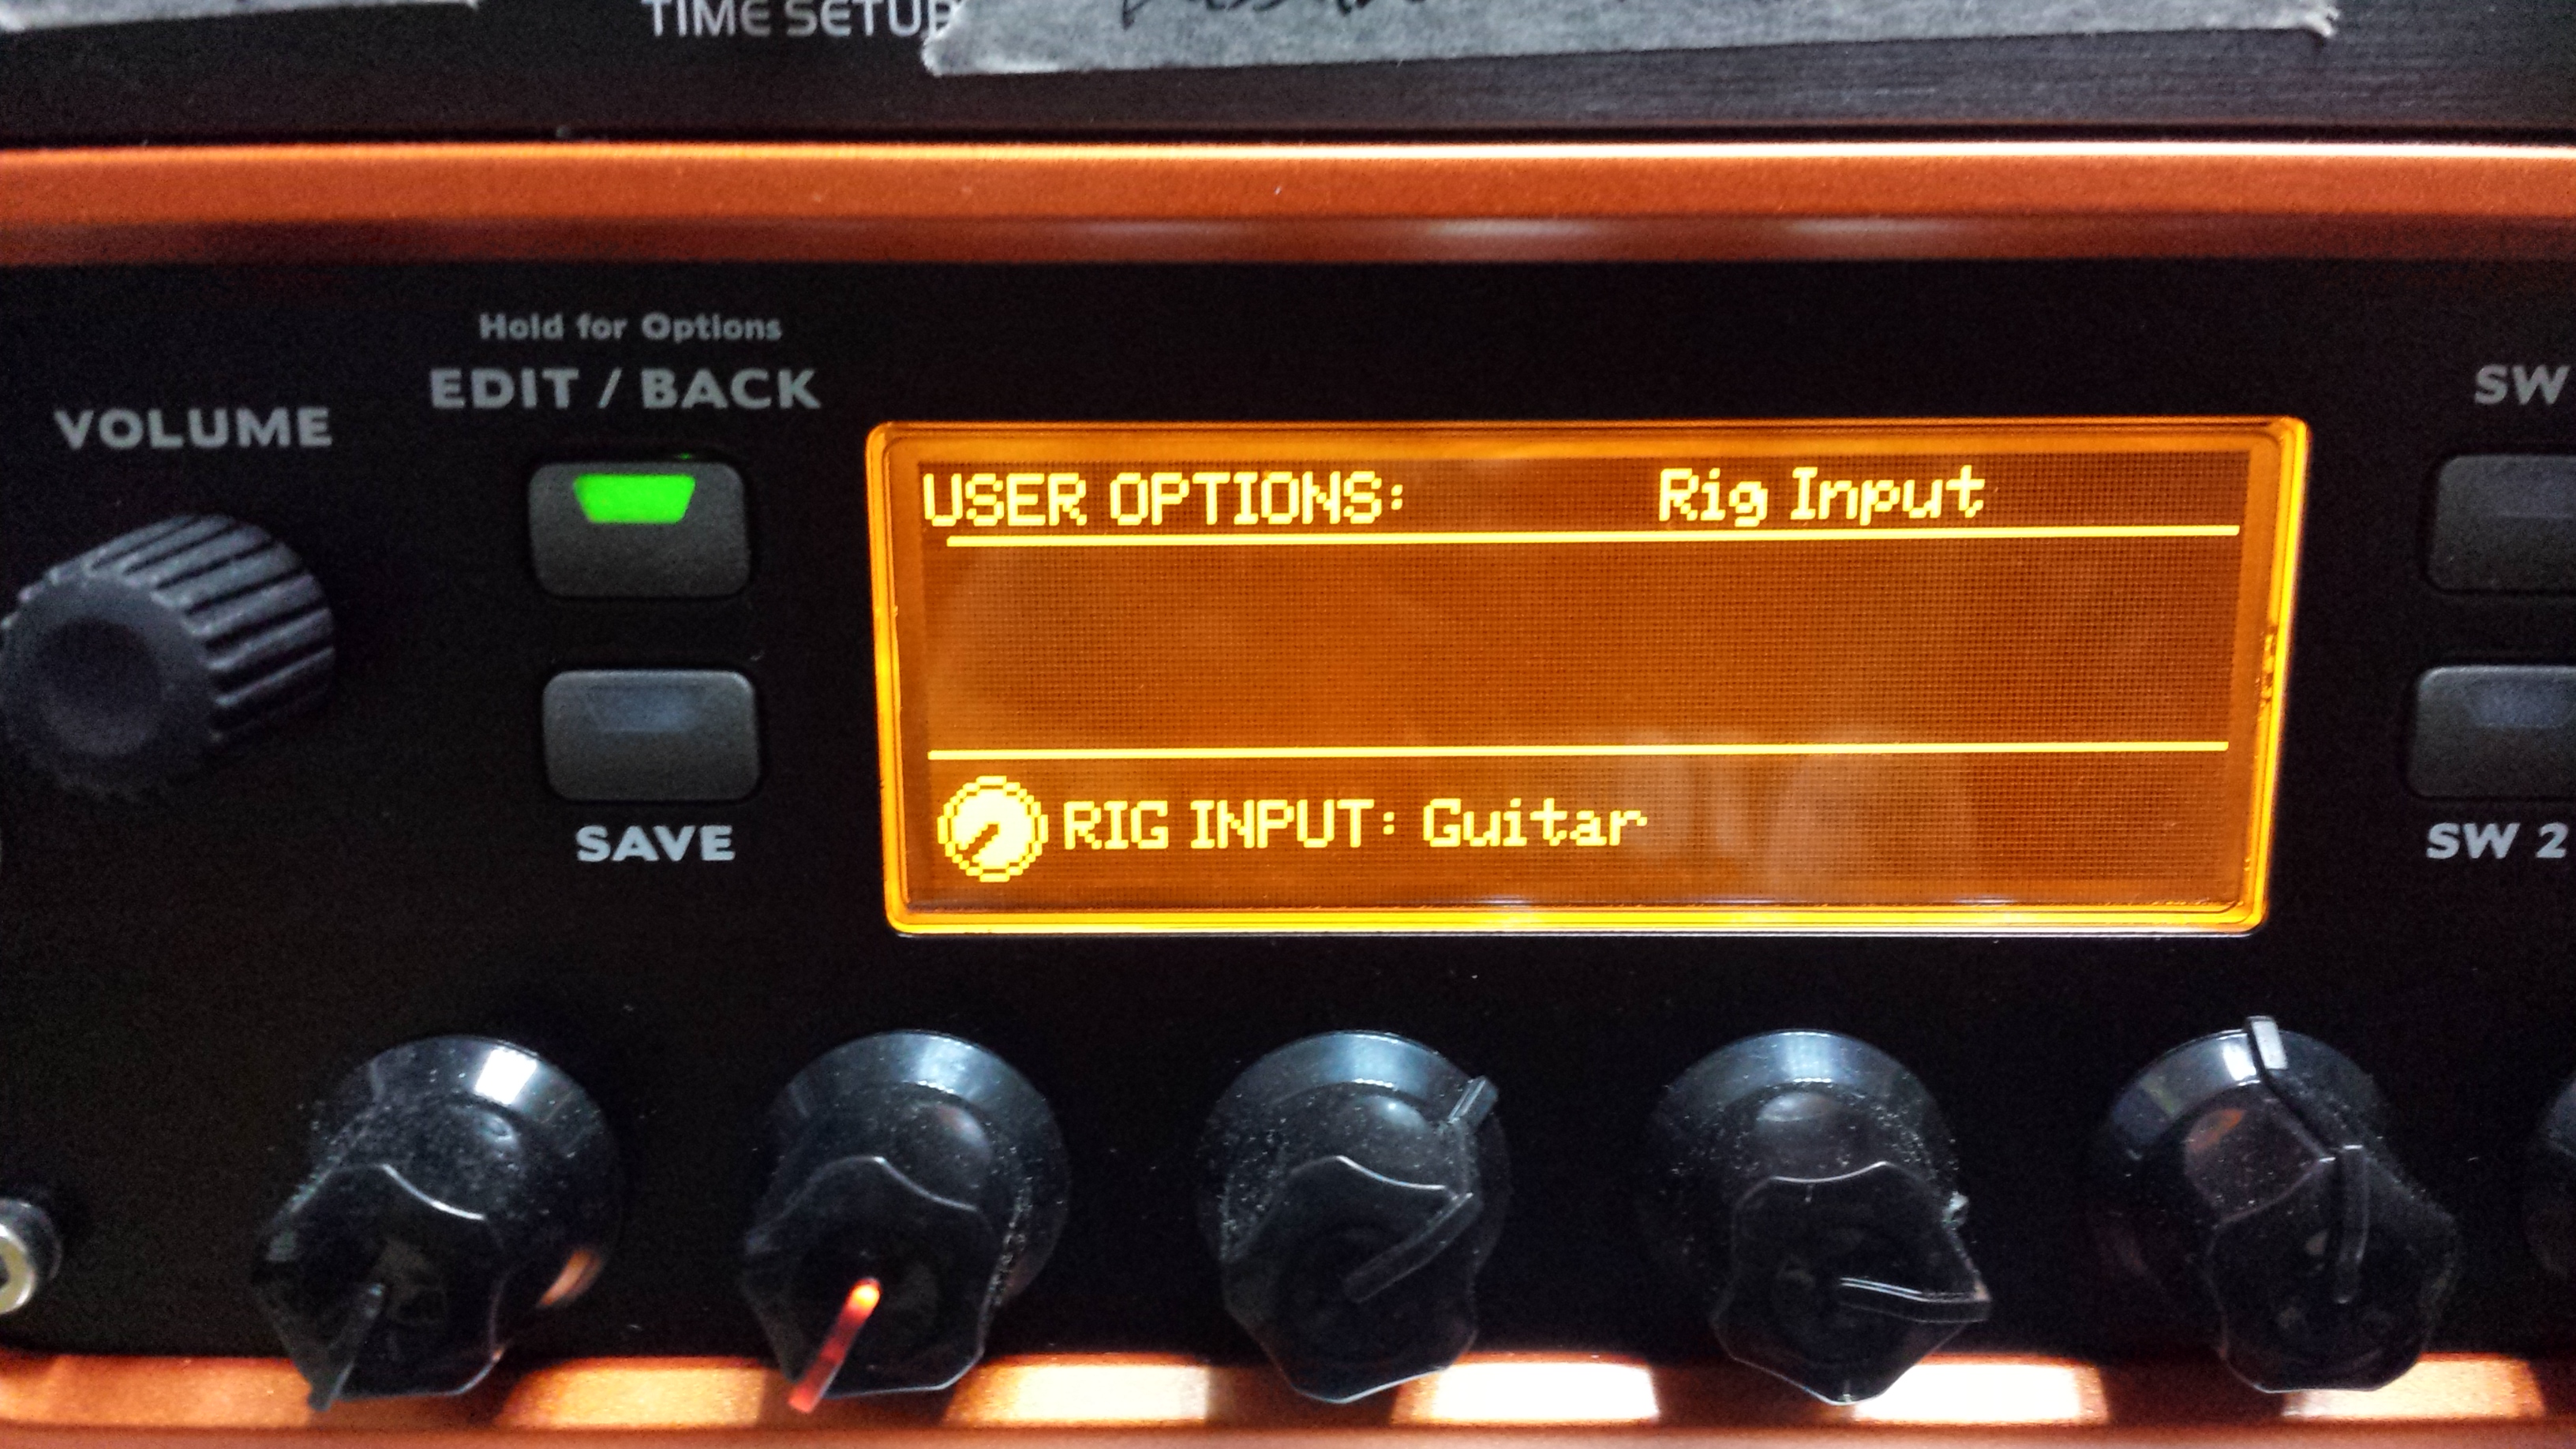 TIME SETUP
Hold for Options
EDIT / BACK
VOLUME
SW
USER OPTIONS: Rig Input
RIG INPUT: Guitar
SAVE
SW 2